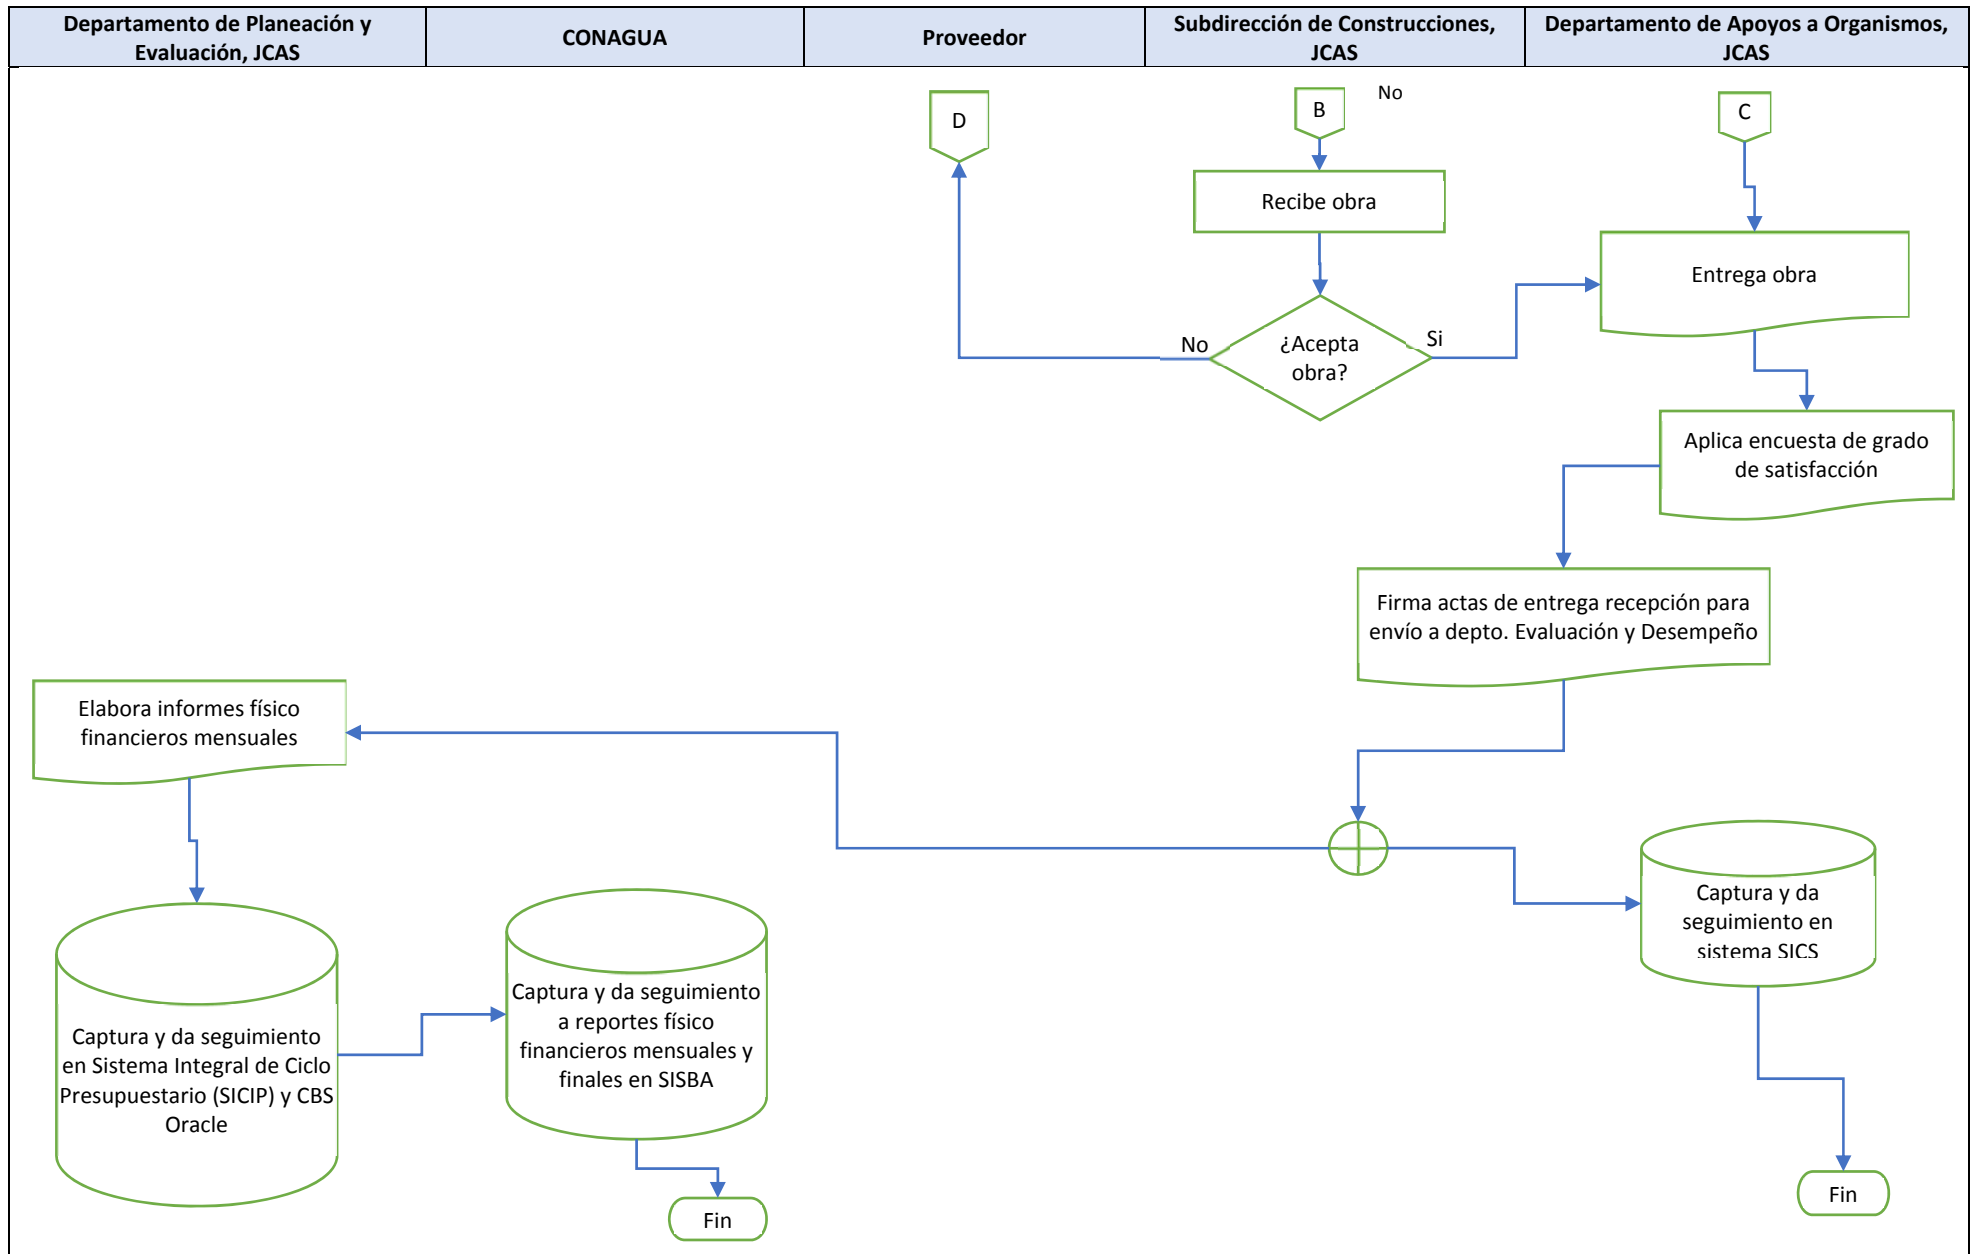 Departamento de Planeación y
Evaluación, JCAS
CONAGUA
Proveedor
Subdirección de Construcciones,
JCAS
Departamento de Apoyos a Organismos,
JCAS
D
B
No
C
Recibe obra
Entrega obra
No
¿Acepta
obra?
Si
Aplica encuesta de grado
de satisfacción
Firma actas de entrega recepción para
envío a depto. Evaluación y Desempeño
Elabora informes físico
financieros mensuales
Captura y da
seguimiento en
sistema SICS
Captura y da seguimiento
a reportes físico
financieros mensuales y
finales en SISBA
Captura y da seguimiento
en Sistema Integral de Ciclo
Presupuestario (SICIP) y CBS
Oracle
Fin
Fin